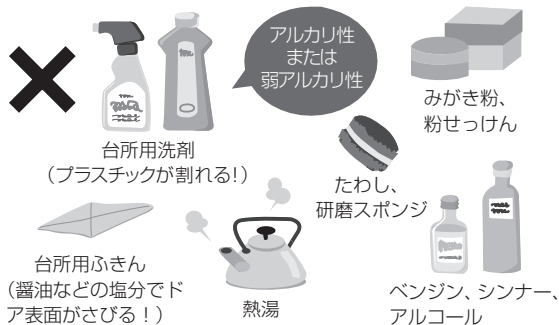 アルカリ性
または
弱アルカリ性
台所用洗剤
（プラスチックが割れる！）
みがき粉、
粉せっけん
たわし、
研磨スポンジ
台所用ふきん
（醤油などの塩分でド
ア表面がさびる！）
熱湯
ベンジン、シンナー、
アルコール